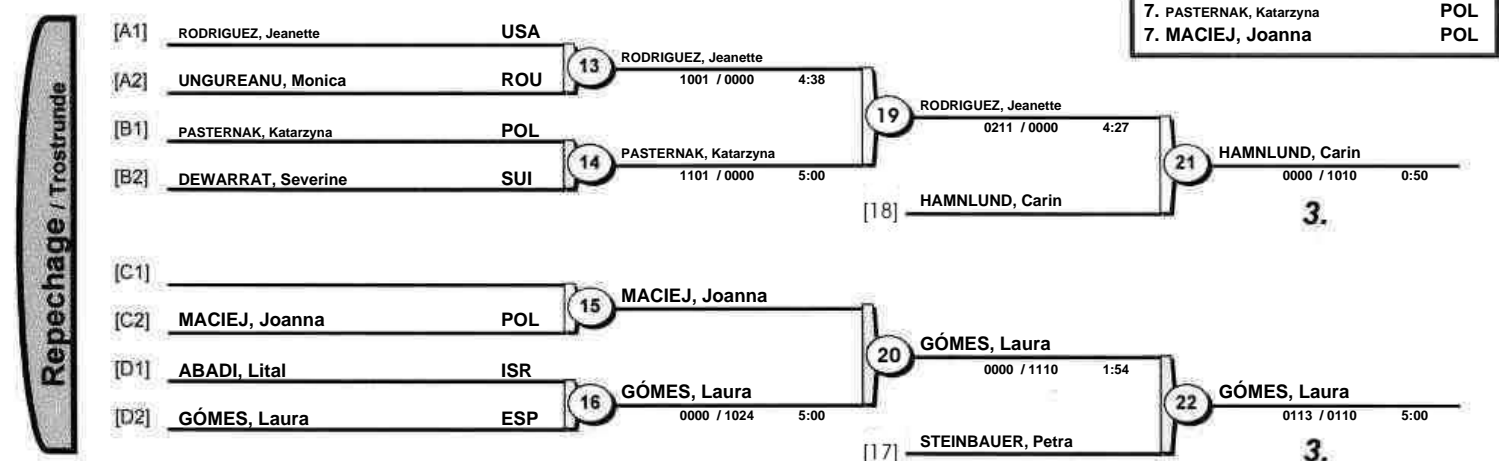 7. PASTERNAK, Katarzyna POL
7. MACIEJ, Joanna POL
Repechage / Trostrunde
[A1] RODRIGUEZ, Jeanette USA
[A2] UNGUREANU, Monica ROU
[B1] PASTERNAK, Katarzyna POL
[B2] DEWARRAT, Severine SUI
13 RODRIGUEZ, Jeanette
1001 / 0000 4:38
14 PASTERNAK, Katarzyna
1101 / 0000 5:00
19 RODRIGUEZ, Jeanette
0211 / 0000 4:27
[18] HAMNLUND, Carin
21 HAMNLUND, Carin
0000 / 1010 0:50
3.
[C1]
[C2] MACIEJ, Joanna POL
[D1] ABADI, Lital ISR
[D2] GÓMES, Laura ESP
15 MACIEJ, Joanna
16 GÓMES, Laura
0000 / 1024 5:00
20 GÓMES, Laura
0000 / 1110 1:54
[17] STEINBAUER, Petra
22 GÓMES, Laura
0113 / 0110 5:00
3.